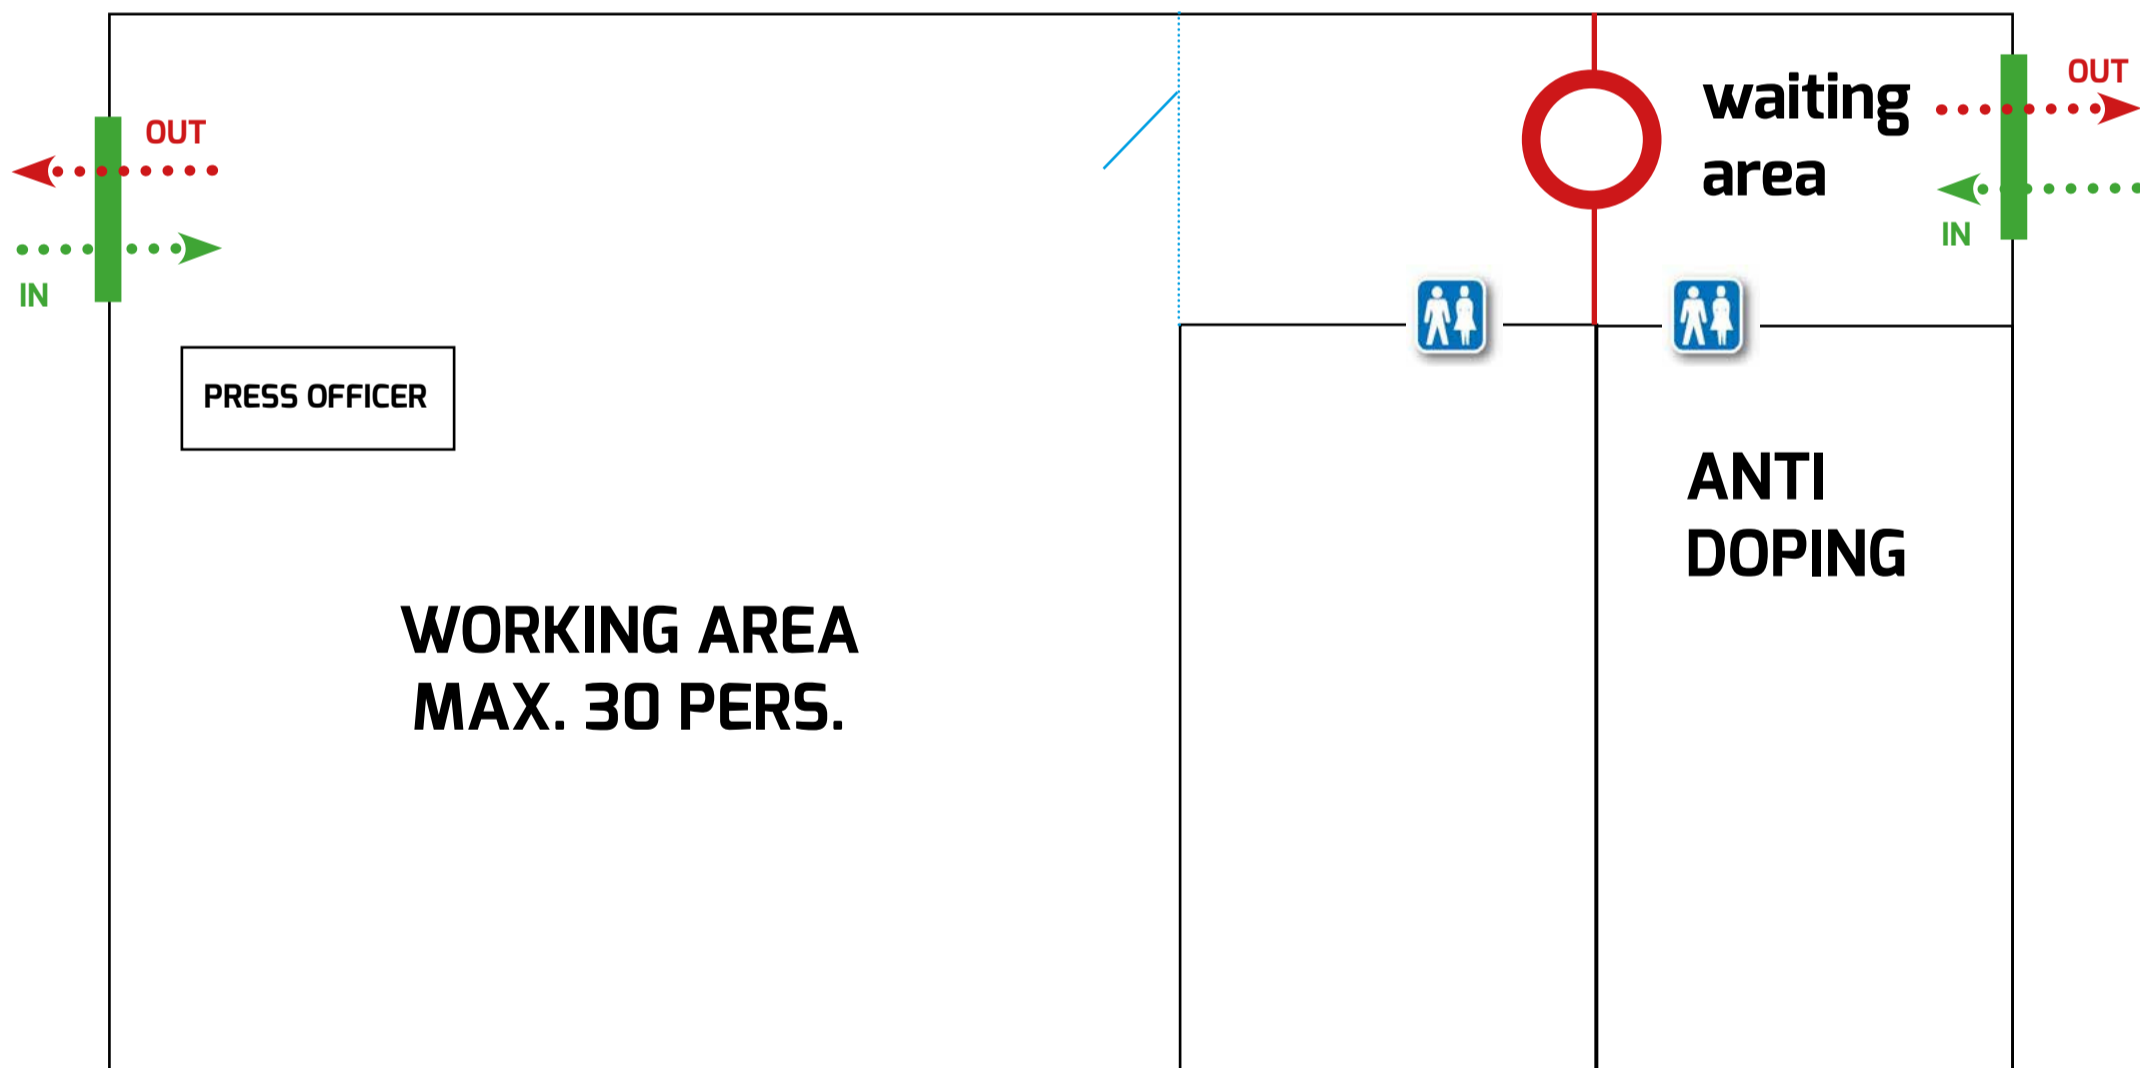 OUT
IN
PRESS OFFICER
WORKING AREA
MAX. 30 PERS.
waiting
area
OUT
IN
ANTI
DOPING